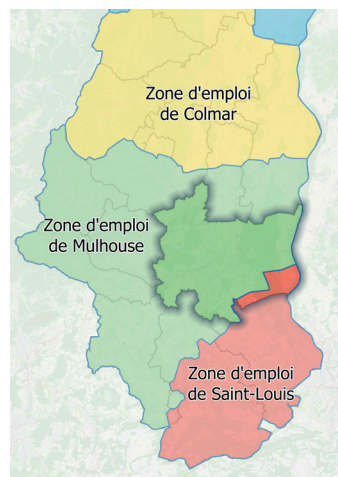 Zone d'emploi
de Colmar
Zone d'emploi
de Mulhouse
Zone d'emploi
de Saint-Louis